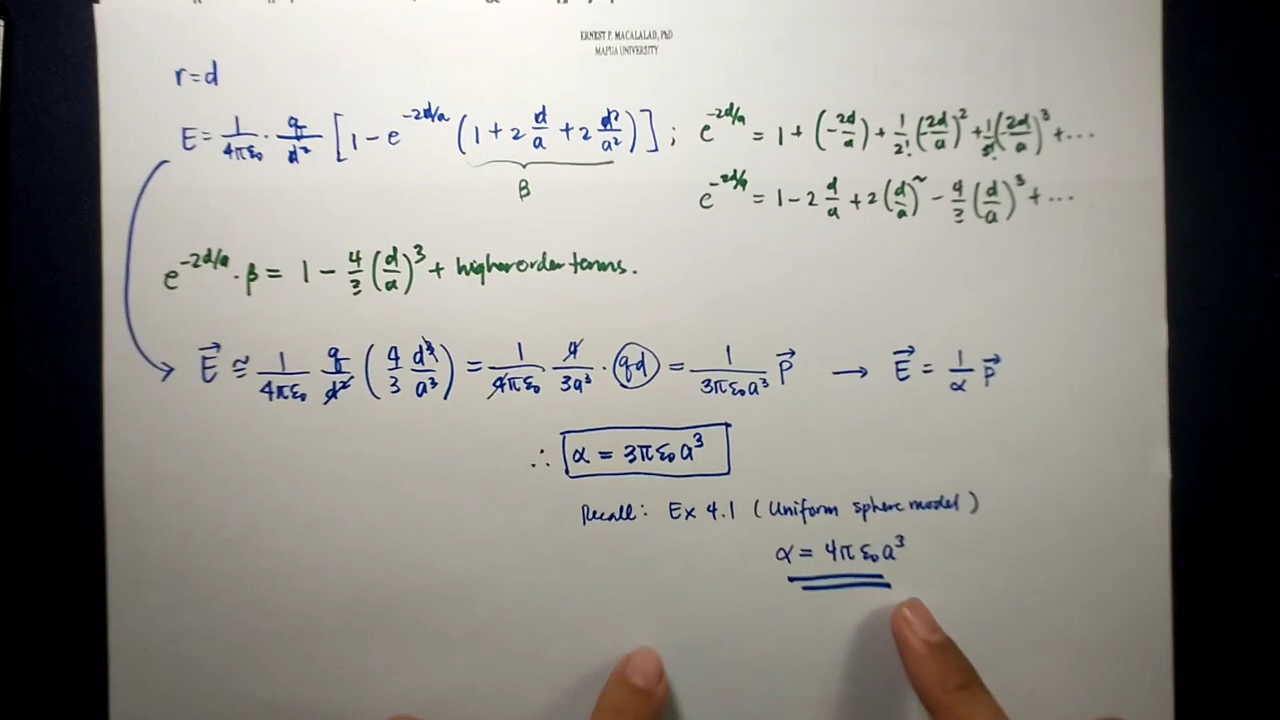 ERNEST P. MACALALAD, PhD
MAPUA UNIVERSITY
r=d
E = 1/4πε₀ · q/d² [1 - e^(-2d/a) (1 + 2 d/a + 2 d²/a²)] ; e^(-2d/a) = 1 + (-2d/a) + 1/2! (2d/a)² + 1/3! (-2d/a)³ + ...
β
e^(-2d/a) = 1 - 2 d/a + 2 (d/a)² - 4/3 (d/a)³ + ...
e^(-2d/a) · β = 1 - 4/3 (d/a)³ + higher order terms.
E⃗ ≅ 1/4πε₀ q/d² (4/3 d³/a³) = 1/4πε₀ 4/3a³ · qd = 1/3πε₀a³ p⃗ → E⃗ = 1/α p⃗
∴ α = 3πε₀a³
Recall: Ex 4.1 (Uniform sphere model)
α = 4πε₀a³